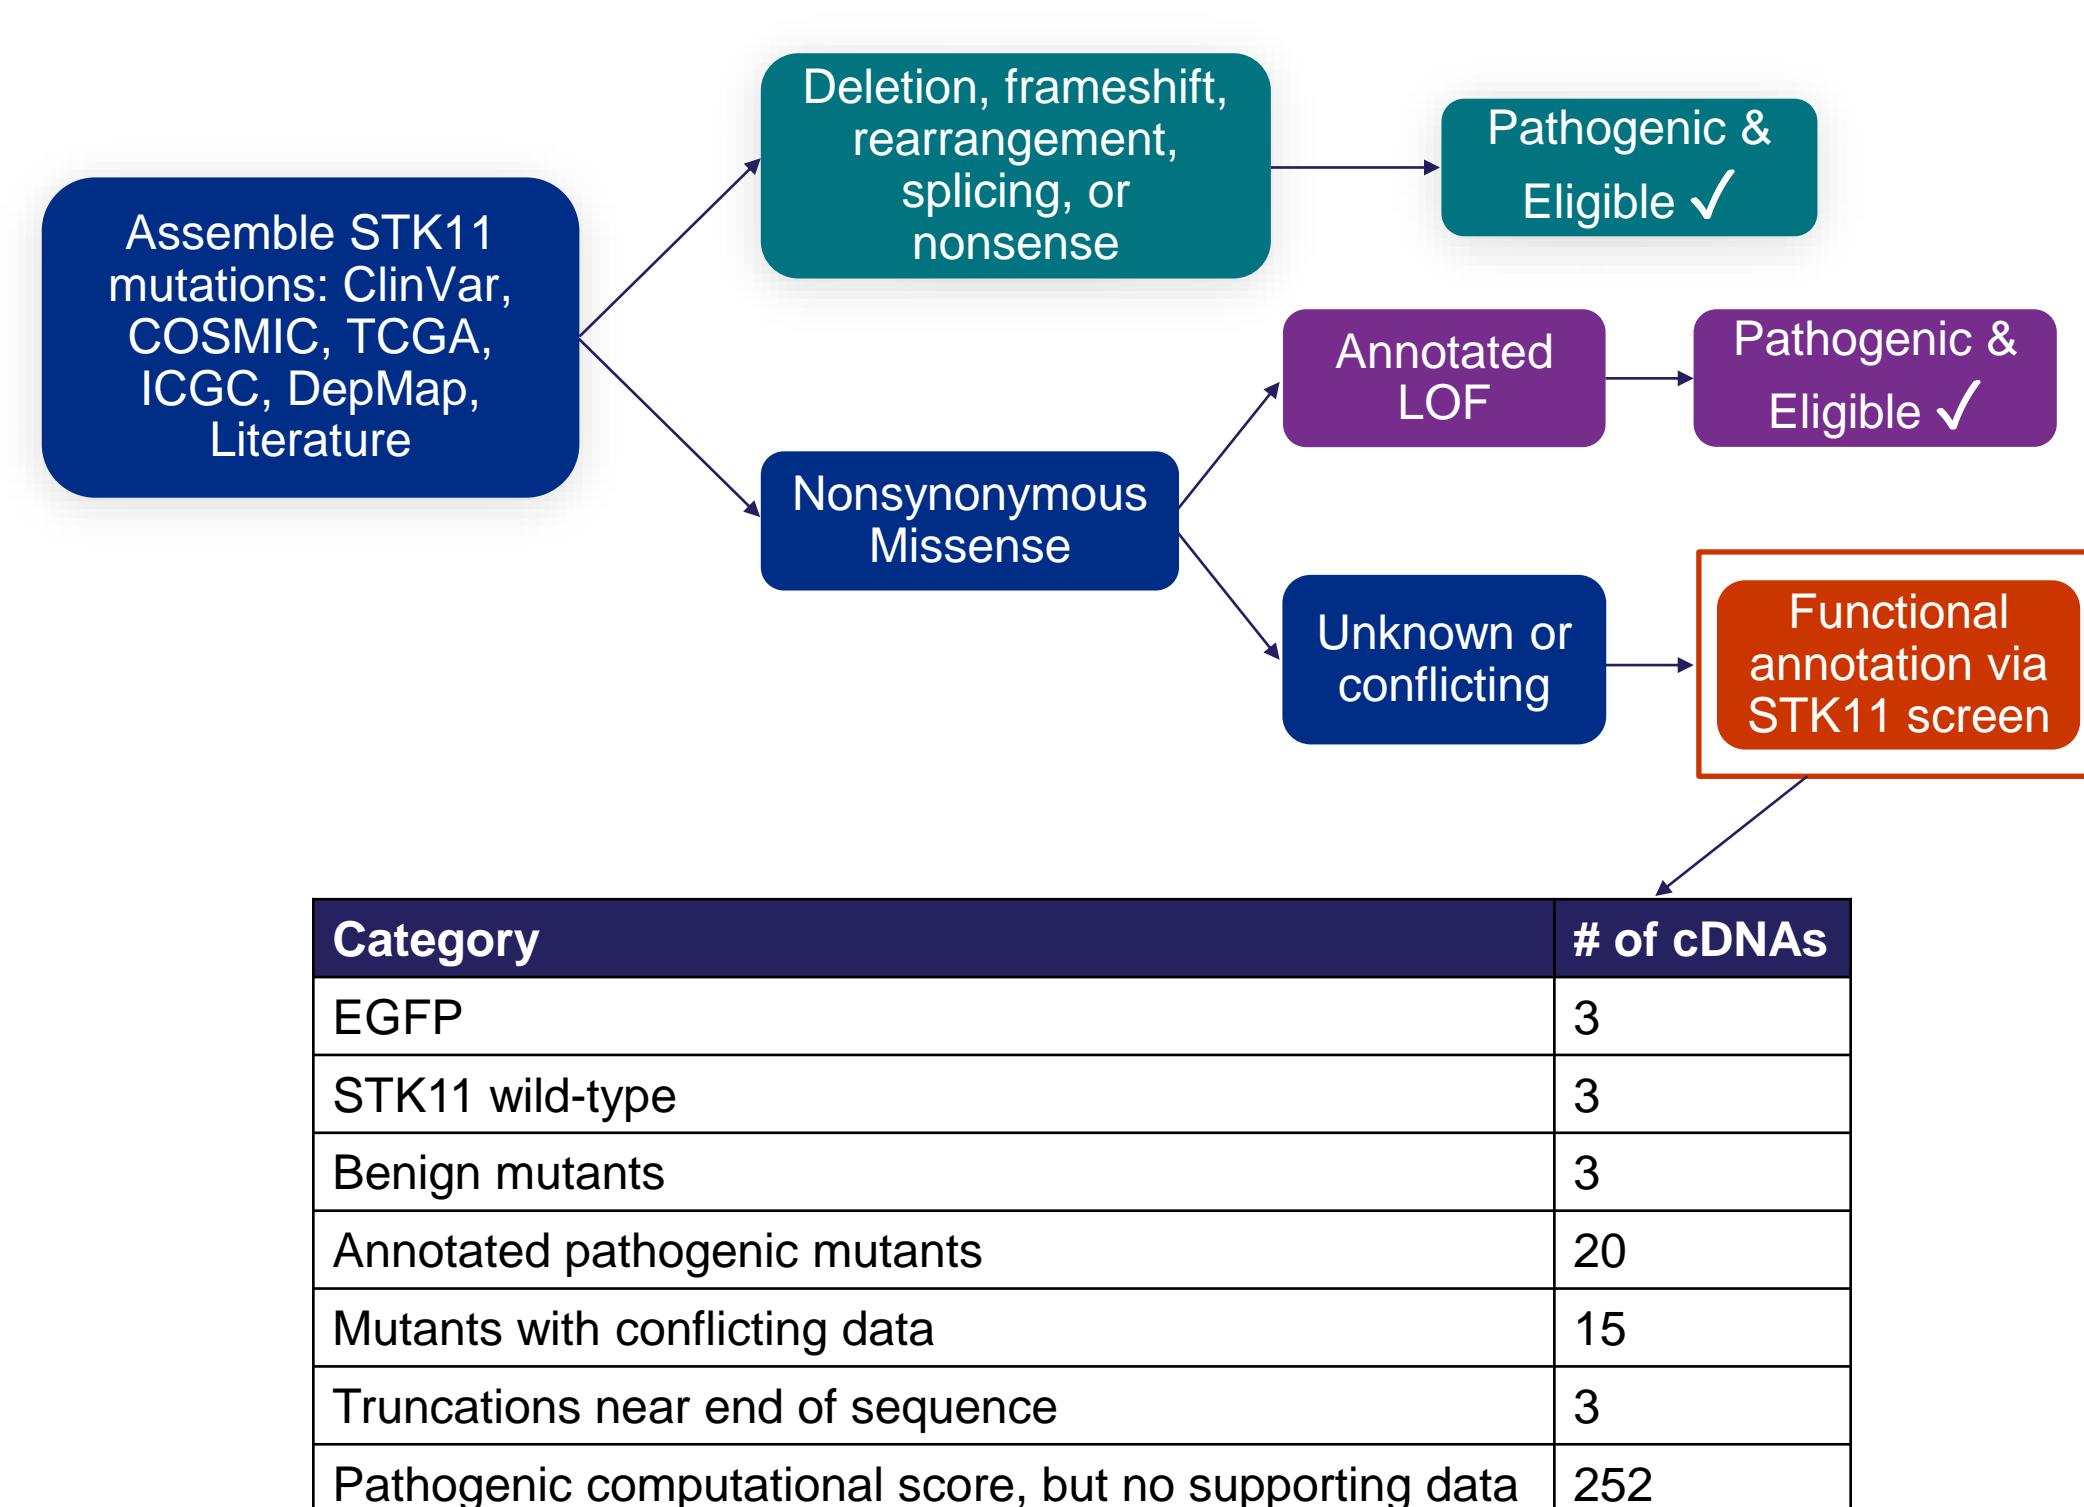 Assemble STK11
mutations: ClinVar,
COSMIC, TCGA,
ICGC, DepMap,
Literature
Deletion, frameshift,
rearrangement,
splicing, or
nonsense
Pathogenic &
Eligible ✓
Nonsynonymous
Missense
Annotated
LOF
Pathogenic &
Eligible ✓
Unknown or
conflicting
Functional
annotation via
STK11 screen
Category # of cDNAs
EGFP 3
STK11 wild-type 3
Benign mutants 3
Annotated pathogenic mutants 20
Mutants with conflicting data 15
Truncations near end of sequence 3
Pathogenic computational score, but no supporting data 252